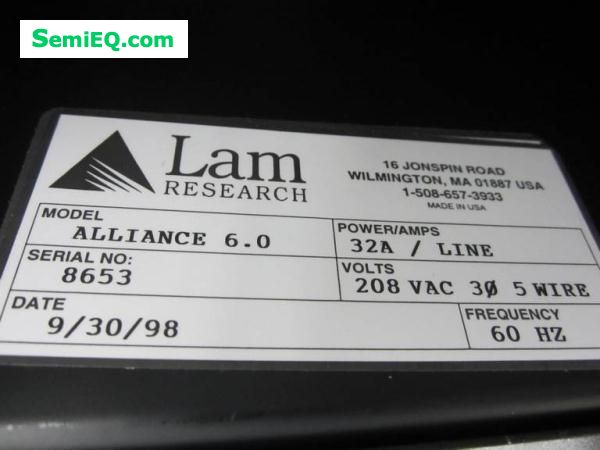 SemiEQ.com
Lam
RESEARCH
16 JONSPIN ROAD
WILMINGTON, MA 01887 USA
1-508-657-3933
MADE IN USA
MODEL
ALLIANCE 6.0
POWER/AMPS
32A / LINE
SERIAL NO:
8653
VOLTS
208 VAC 3Ø 5 WIRE
DATE
9/30/98
FREQUENCY
60 HZ